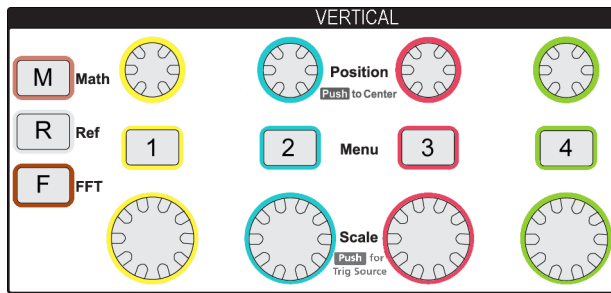 VERTICAL
M Math
Position
Push to Center
R Ref
1 2 Menu 3 4
F FFT
Scale
Push for
Trig Source